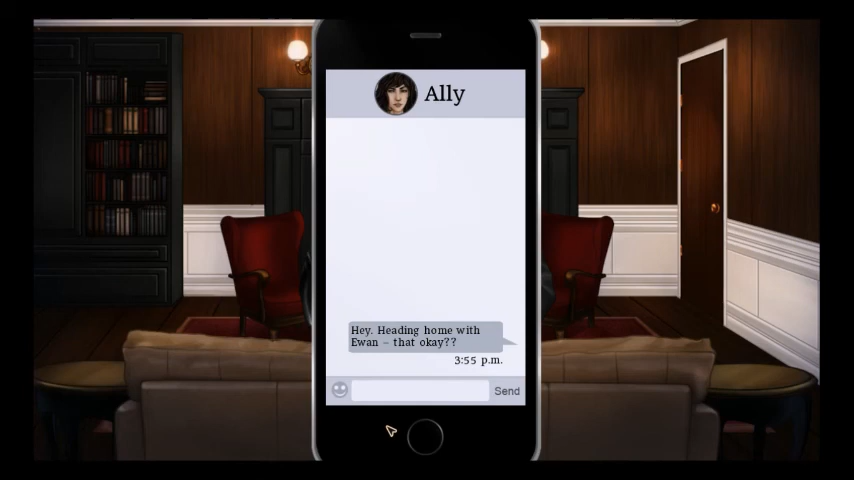 Ally
Hey. Heading home with
Ewan – that okay??
3:55 p.m.
Send